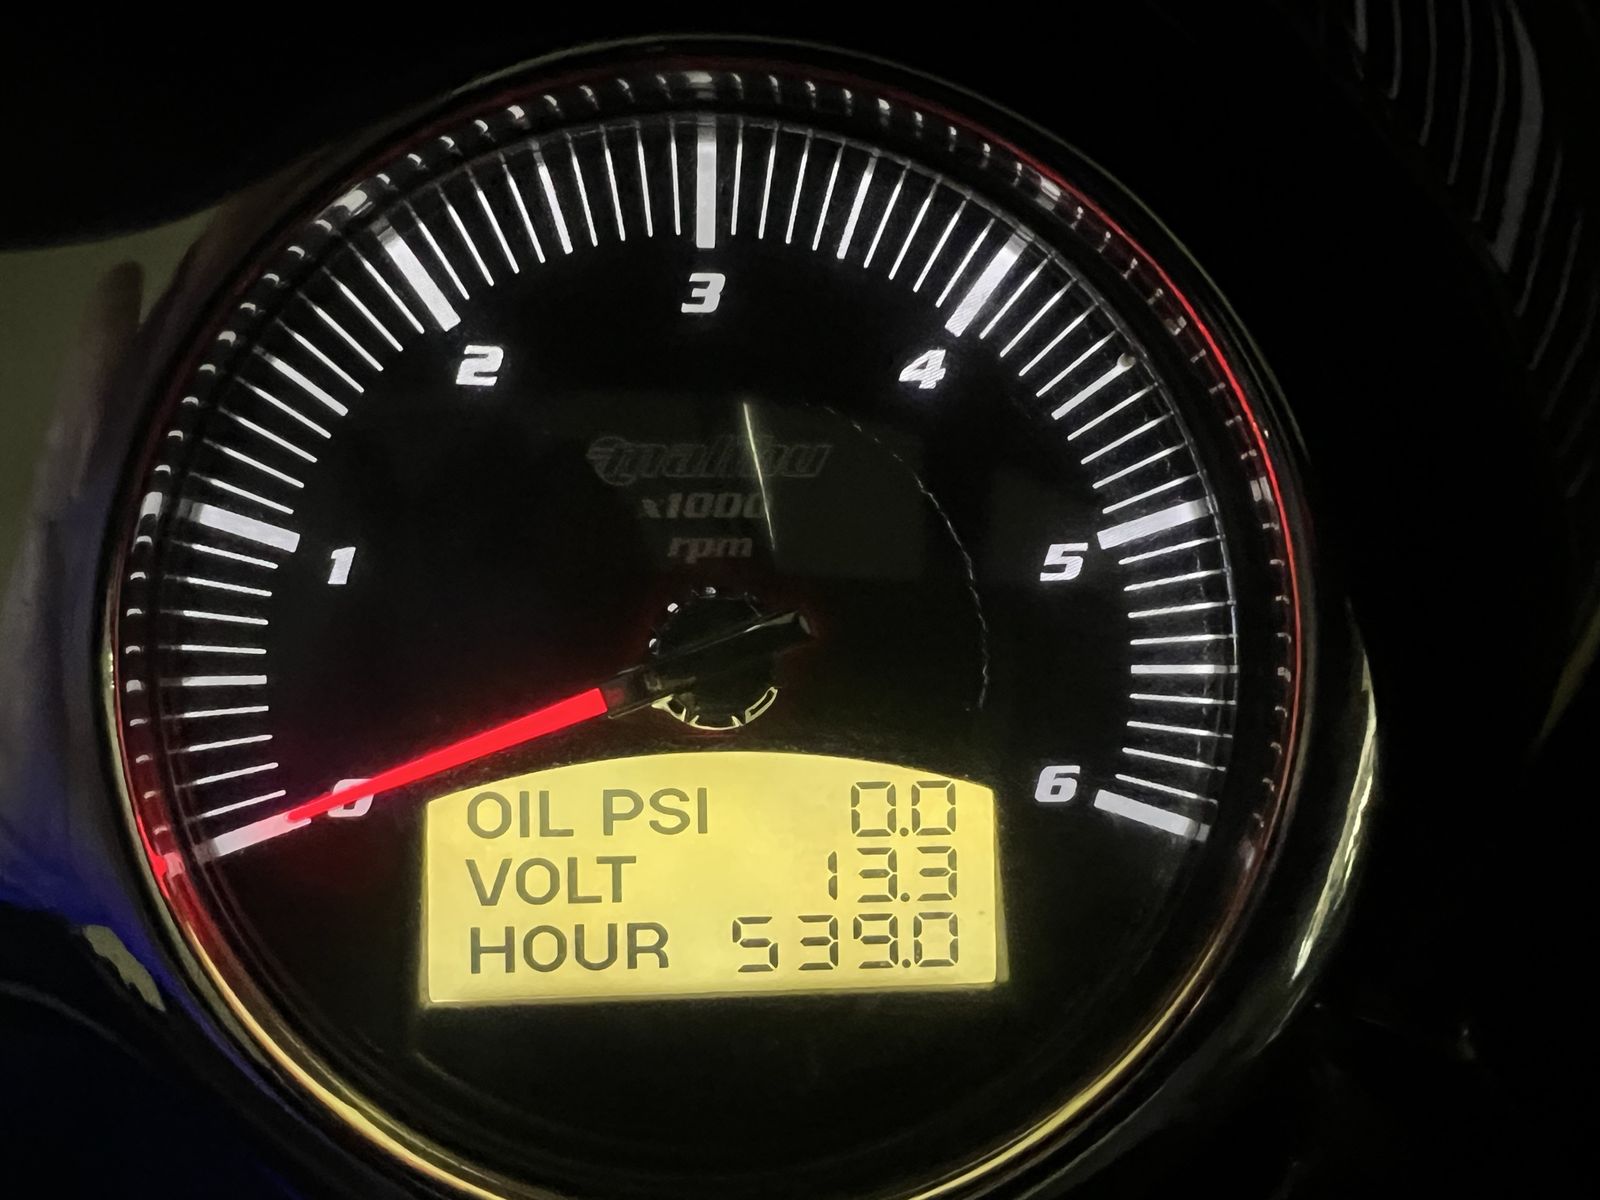 3
2
4
malibu
x1000
rpm
1
5
0
6
OIL PSI 0.0
VOLT 13.3
HOUR 539.0